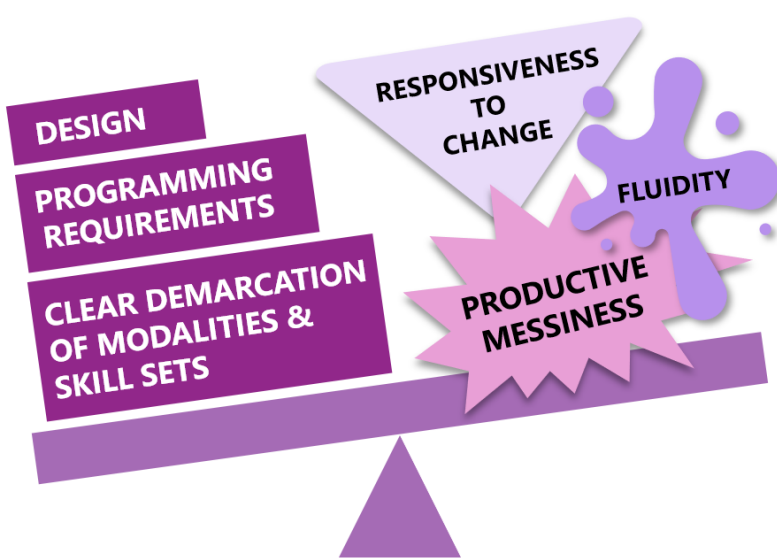 DESIGN
PROGRAMMING
REQUIREMENTS
CLEAR DEMARCATION
OF MODALITIES &
SKILL SETS
RESPONSIVENESS
TO
CHANGE
FLUIDITY
PRODUCTIVE
MESSINESS